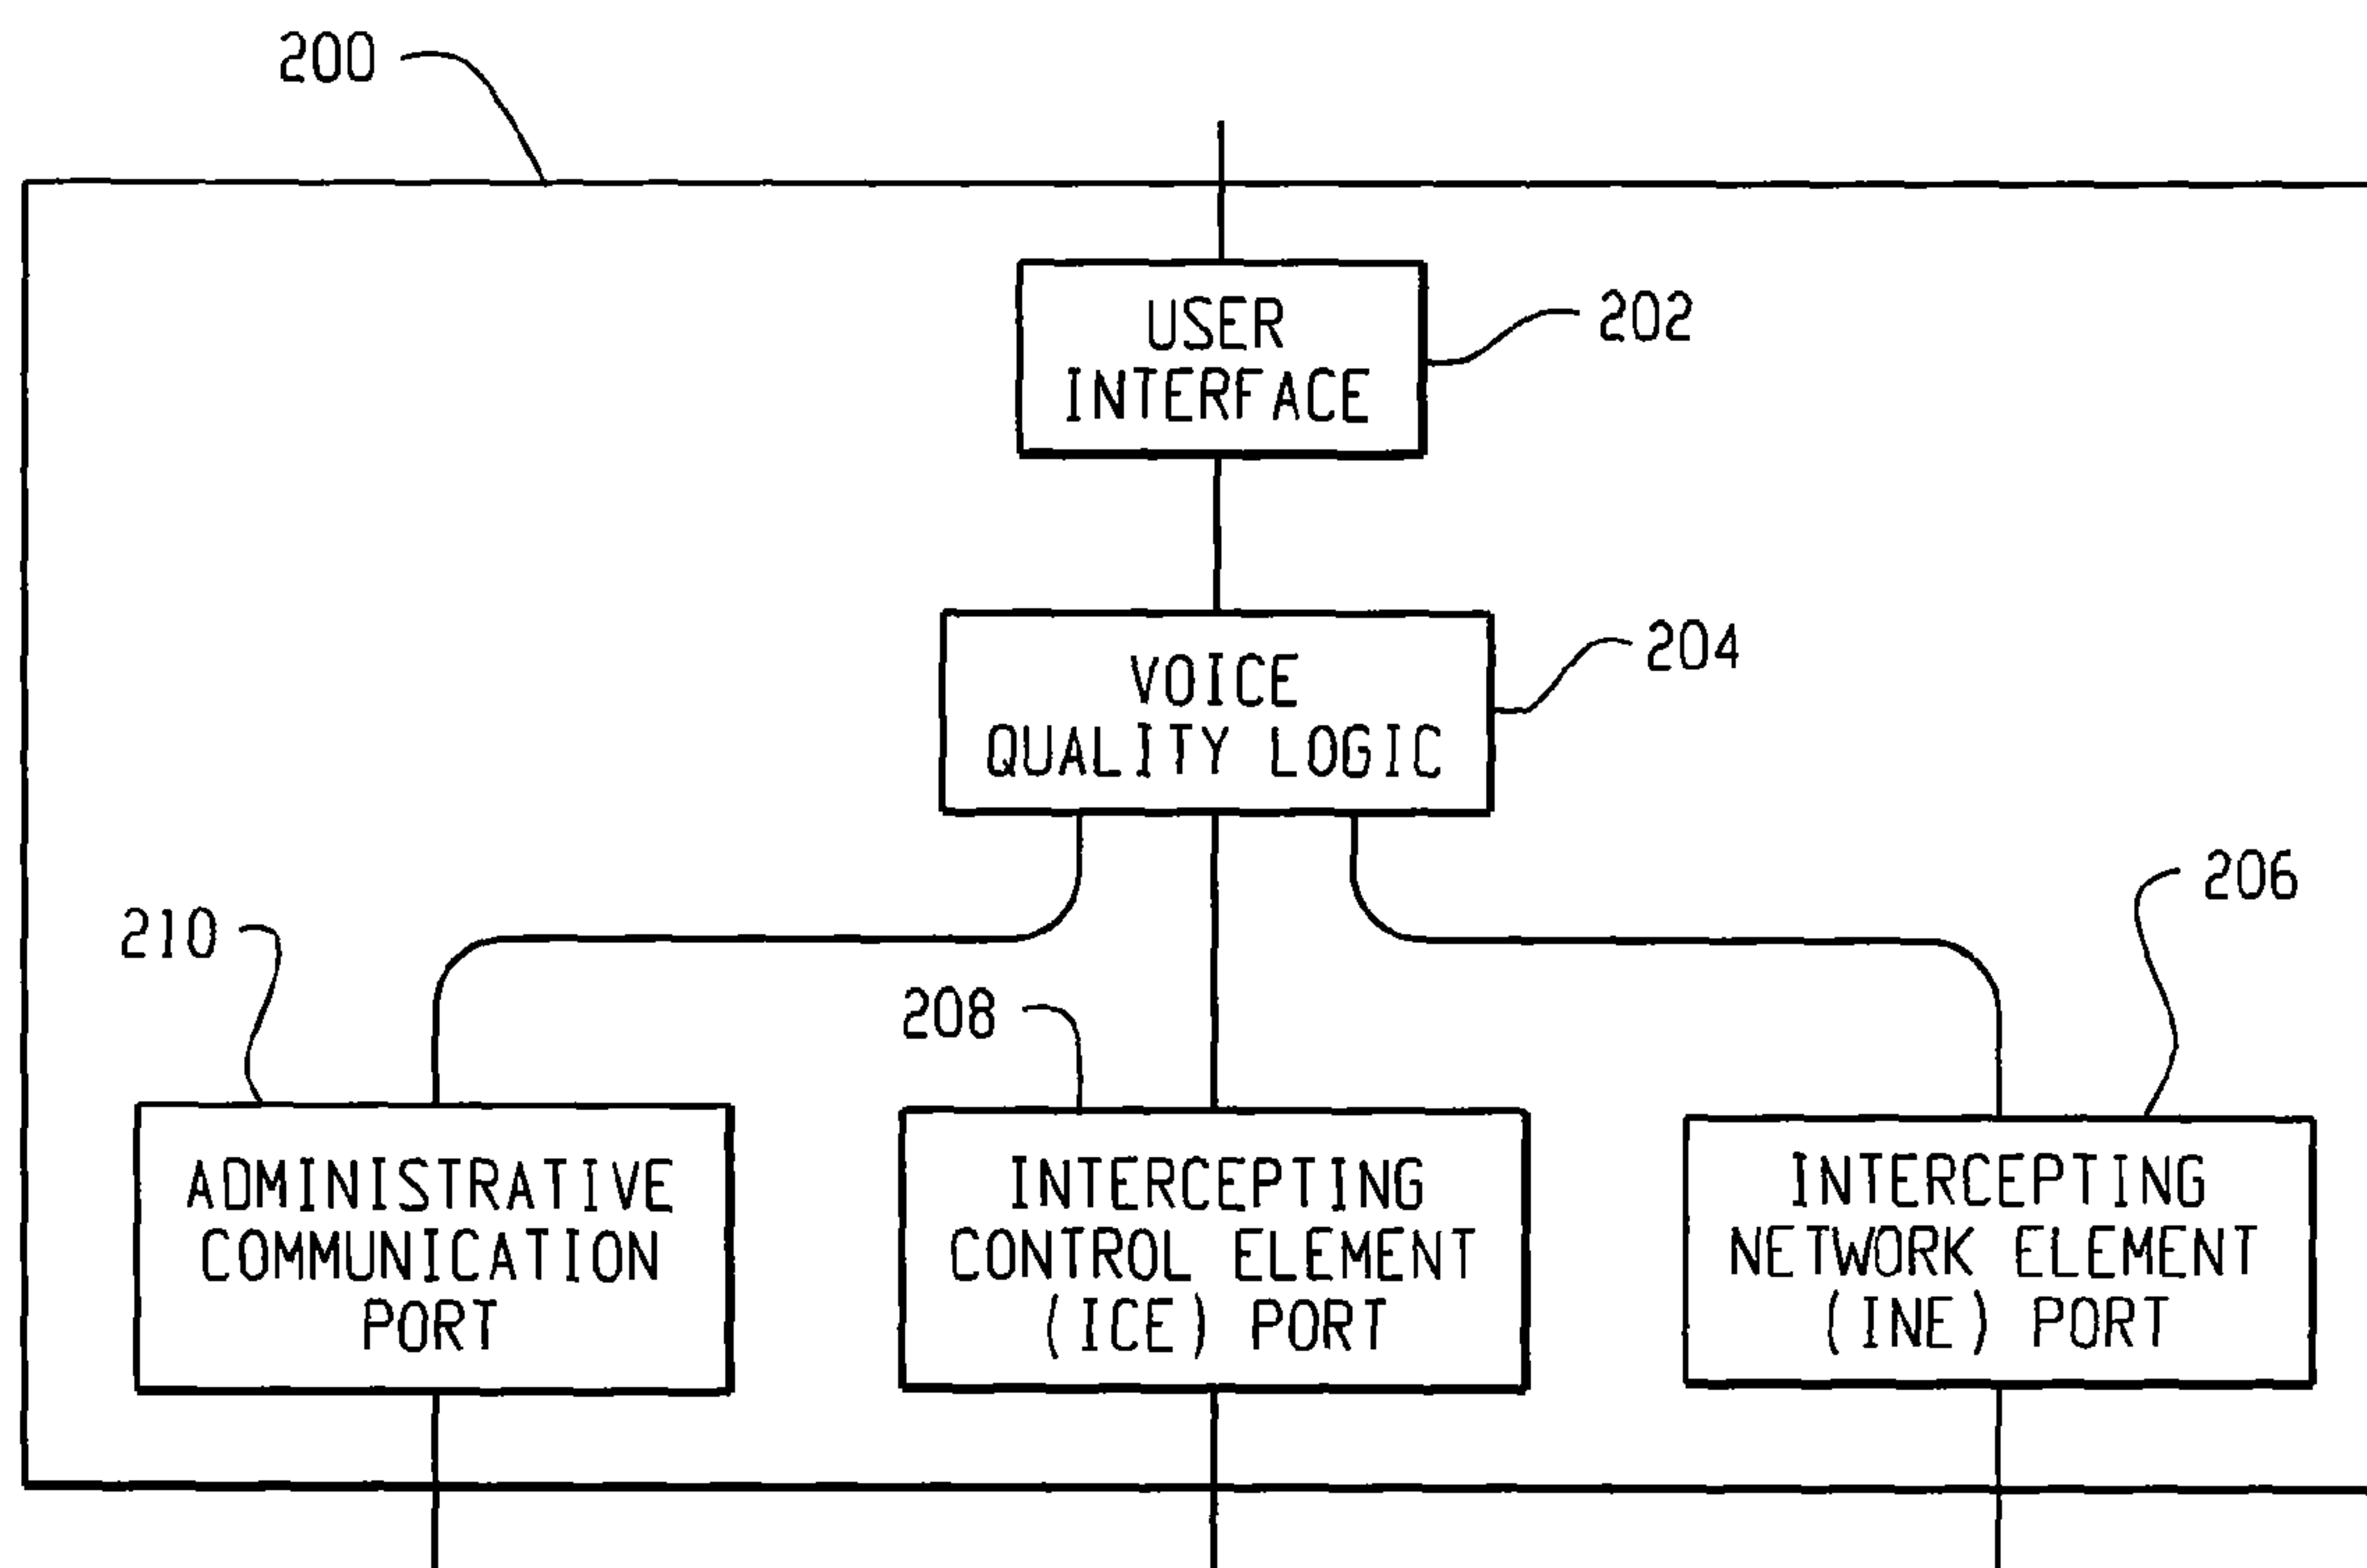 200
USER
INTERFACE
202
VOICE
QUALITY LOGIC
204
206
210
208
ADMINISTRATIVE
COMMUNICATION
PORT
INTERCEPTING
CONTROL ELEMENT
(ICE) PORT
INTERCEPTING
NETWORK ELEMENT
(INE) PORT